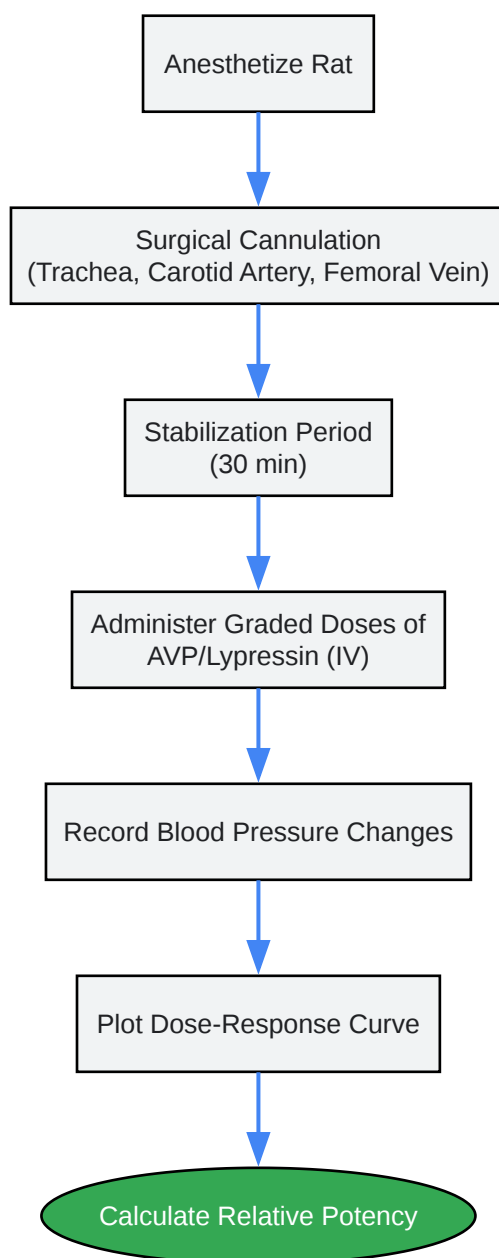 Anesthetize Rat
Surgical Cannulation
(Trachea, Carotid Artery, Femoral Vein)
Stabilization Period
(30 min)
Administer Graded Doses of
AVP/Lypressin (IV)
Record Blood Pressure Changes
Plot Dose-Response Curve
Calculate Relative Potency